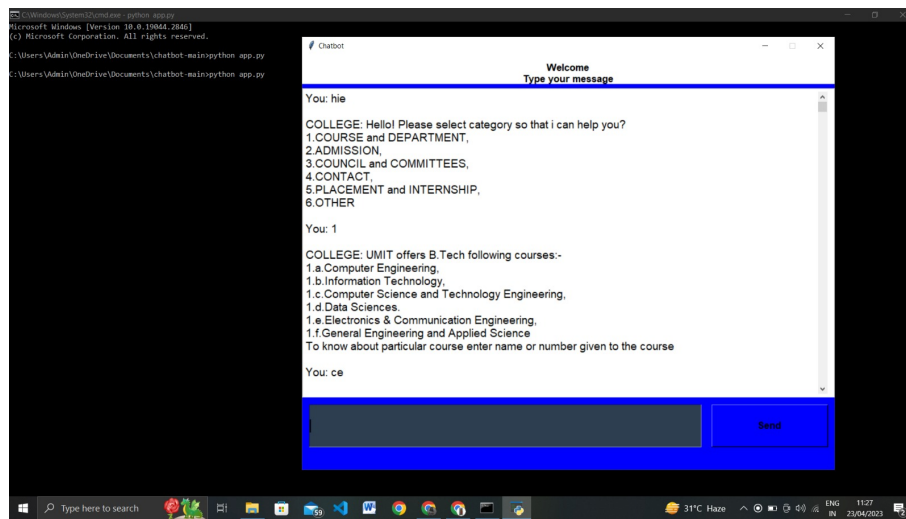 C:\Windows\System32\cmd.exe - python app.py
Microsoft Windows [Version 10.0.19044.2846]
(c) Microsoft Corporation. All rights reserved.
C:\Users\Admin\OneDrive\Documents\chatbot-main>python app.py
C:\Users\Admin\OneDrive\Documents\chatbot-main>python app.py
Chatbot
Welcome
Type your message
You: hie
COLLEGE: Hello! Please select category so that i can help you?
1.COURSE and DEPARTMENT,
2.ADMISSION,
3.COUNCIL and COMMITTEES,
4.CONTACT,
5.PLACEMENT and INTERNSHIP,
6.OTHER
You: 1
COLLEGE: UMIT offers B.Tech following courses:-
1.a.Computer Engineering,
1.b.Information Technology,
1.c.Computer Science and Technology Engineering,
1.d.Data Sciences.
1.e.Electronics & Communication Engineering,
1.f.General Engineering and Applied Science
To know about particular course enter name or number given to the course
You: ce
Send
Type here to search
59
31°C Haze
ENG
IN
11:27
23/04/2023
2